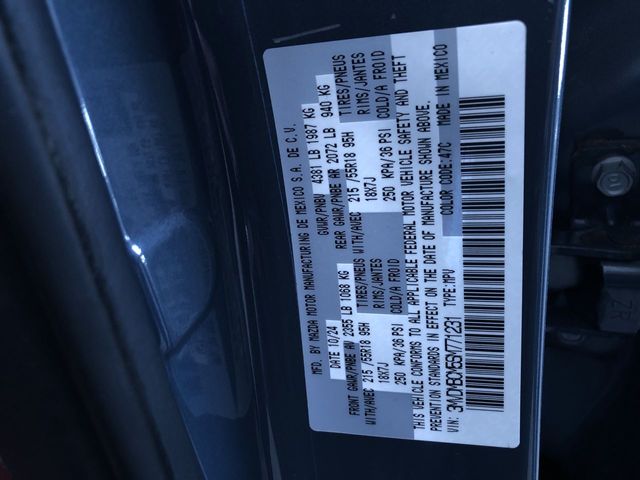 MFD. BY MAZDA MOTOR MANUFACTURING DE MEXICO S.A. DE C.V.
DATE 10/24 GVWR/PNBV 4381 LB 1987 KG
FRONT GAWR/PNBE AV 2355 LB 1068 KG REAR GAWR/PNBE AR 2072 LB 940 KG
WITH/AVEC 215 /55R18 95H TIRES/PNEUS WITH/AVEC 215 /55R18 95H TIRES/PNEUS
18X7J RIMS/JANTES 18X7J RIMS/JANTES
250 KPA/36 PSI COLD/A FROID 250 KPA/36 PSI COLD/A FROID
THIS VEHICLE CONFORMS TO ALL APPLICABLE FEDERAL MOTOR VEHICLE SAFETY AND THEFT
PREVENTION STANDARDS IN EFFECT ON THE DATE OF MANUFACTURE SHOWN ABOVE.
VIN: TYPE:MPV COLOR CODE:47C MADE IN MEXICO